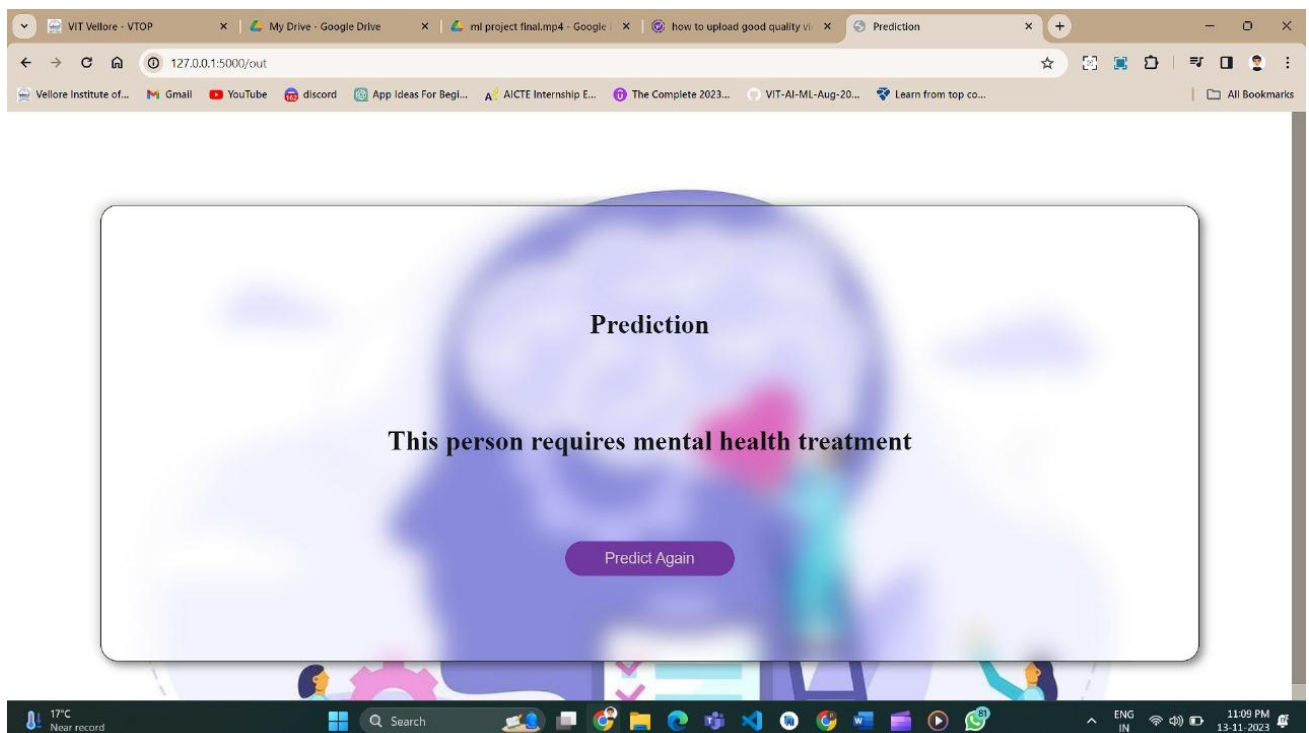 VIT Vellore - VTOP
My Drive - Google Drive
ml project final.mp4 - Google
how to upload good quality vi
Prediction
127.0.0.1:5000/out
Vellore Institute of...
Gmail
YouTube
discord
App Ideas For Begi...
AICTE Internship E...
The Complete 2023...
VIT-AI-ML-Aug-20...
Learn from top co...
All Bookmarks
Prediction
This person requires mental health treatment
Predict Again
17°C
Near record
Search
81
ENG
IN
11:09 PM
13-11-2023